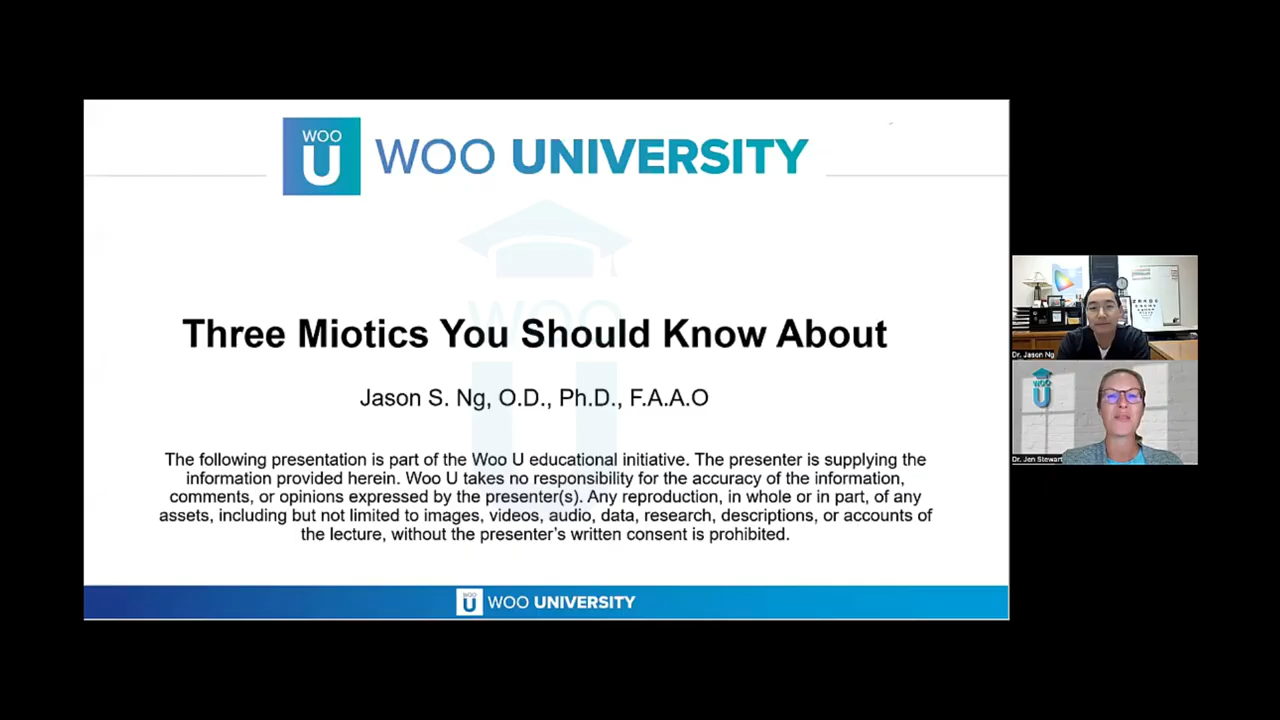 WOO
U
WOO UNIVERSITY
WOO
U
Three Miotics You Should Know About
Jason S. Ng, O.D., Ph.D., F.A.A.O
The following presentation is part of the Woo U educational initiative. The presenter is supplying the
information provided herein. Woo U takes no responsibility for the accuracy of the information,
comments, or opinions expressed by the presenter(s). Any reproduction, in whole or in part, of any
assets, including but not limited to images, videos, audio, data, research, descriptions, or accounts of
the lecture, without the presenter's written consent is prohibited.
WOO
U
WOO UNIVERSITY
Dr. Jason Ng
WOO
U
Dr. Jen Stewart